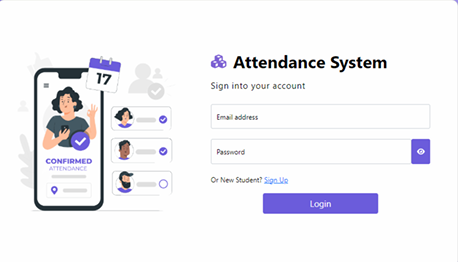 17
CONFIRMED
ATTENDANCE
Attendance System
Sign into your account
Email address
Password
Or New Student? Sign Up
Login